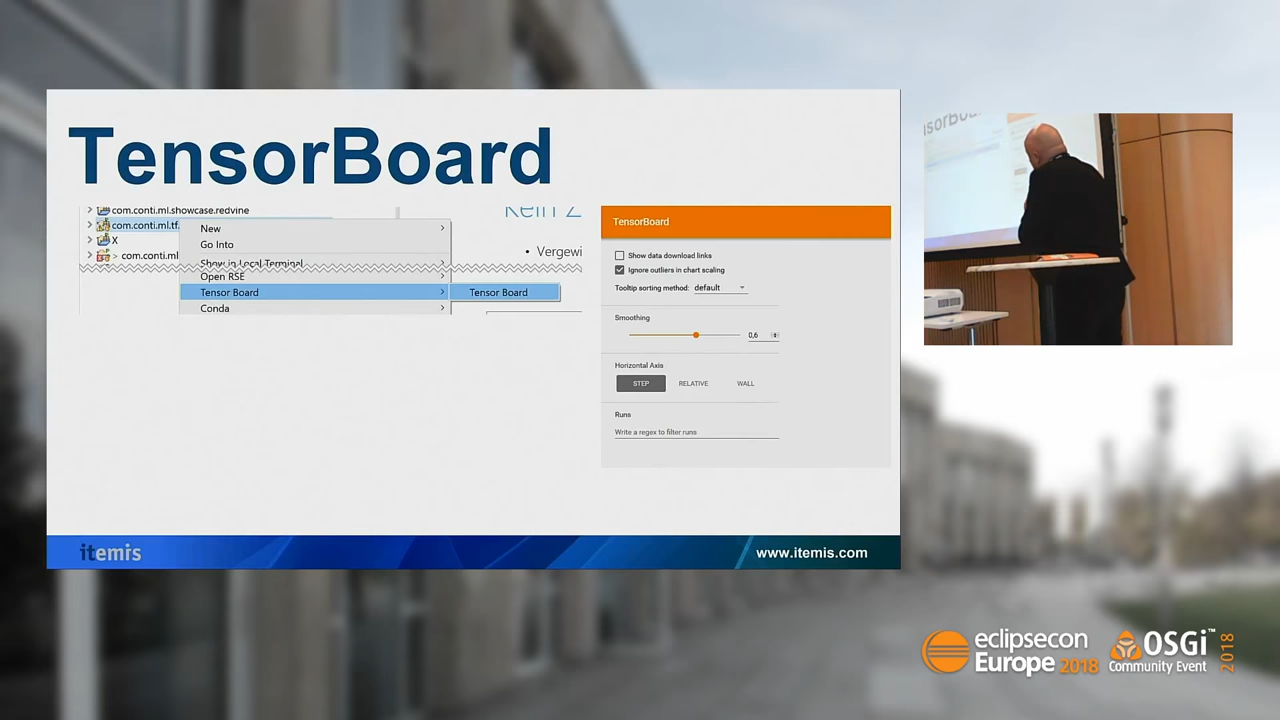 TensorBoard
com.conti.ml.showcase.redvine
com.conti.ml.tf
X
> com.conti.ml
New
Go Into
Show in Local Terminal
Open RSE
Tensor Board
Tensor Board
Conda
Kein Z
• Vergewi
TensorBoard
Show data download links
Ignore outliers in chart scaling
Tooltip sorting method: default
Smoothing
0,6
Horizontal Axis
STEP RELATIVE WALL
Runs
Write a regex to filter runs
itemis
www.itemis.com
nsorBoa
eclipsecon
Europe 2018
OSGi™
Community Event
2018